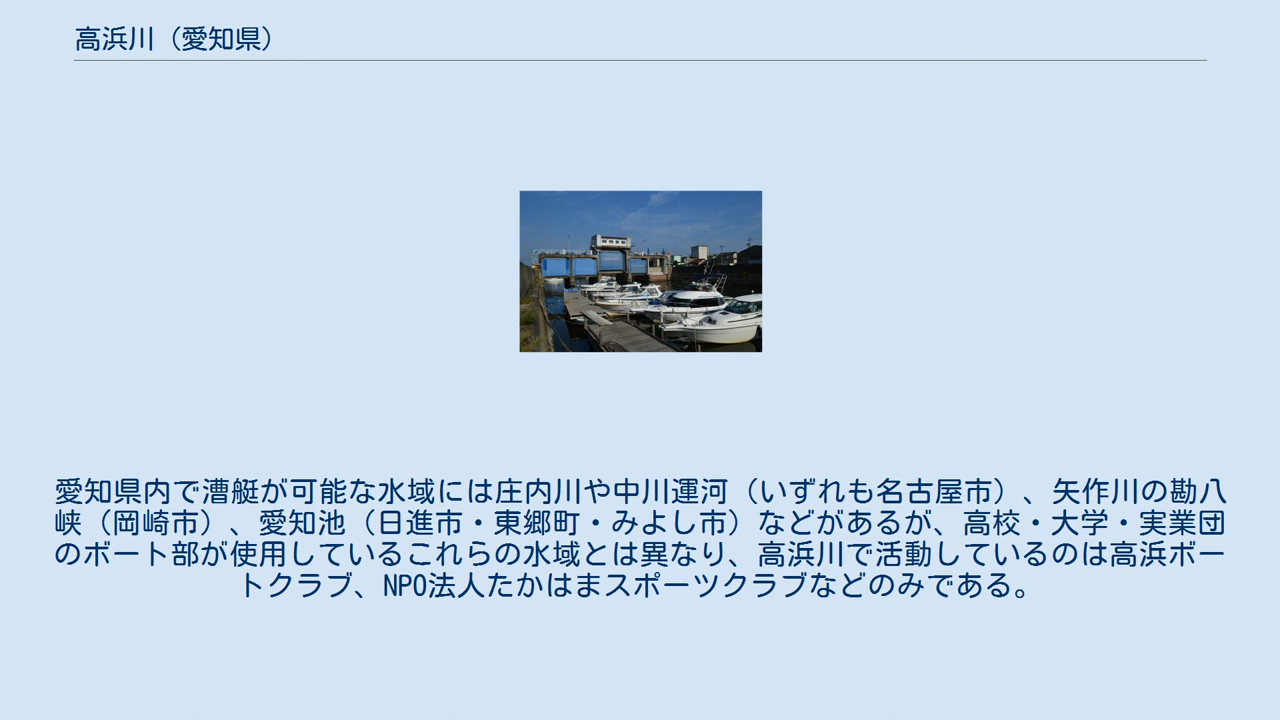 高浜川（愛知県）
愛知県内で漕艇が可能な水域には庄内川や中川運河（いずれも名古屋市）、矢作川の勘八
峡（岡崎市）、愛知池（日進市・東郷町・みよし市）などがあるが、高校・大学・実業団
のボート部が使用しているこれらの水域とは異なり、高浜川で活動しているのは高浜ボー
トクラブ、NPO法人たかはまスポーツクラブなどのみである。